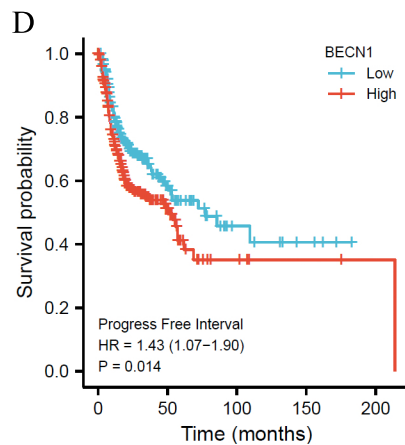 D
BECN1
Low
High
Survival probability
1.0
0.8
0.6
0.4
0.2
0.0
Progress Free Interval
HR = 1.43 (1.07−1.90)
P = 0.014
0 50 100 150 200
Time (months)